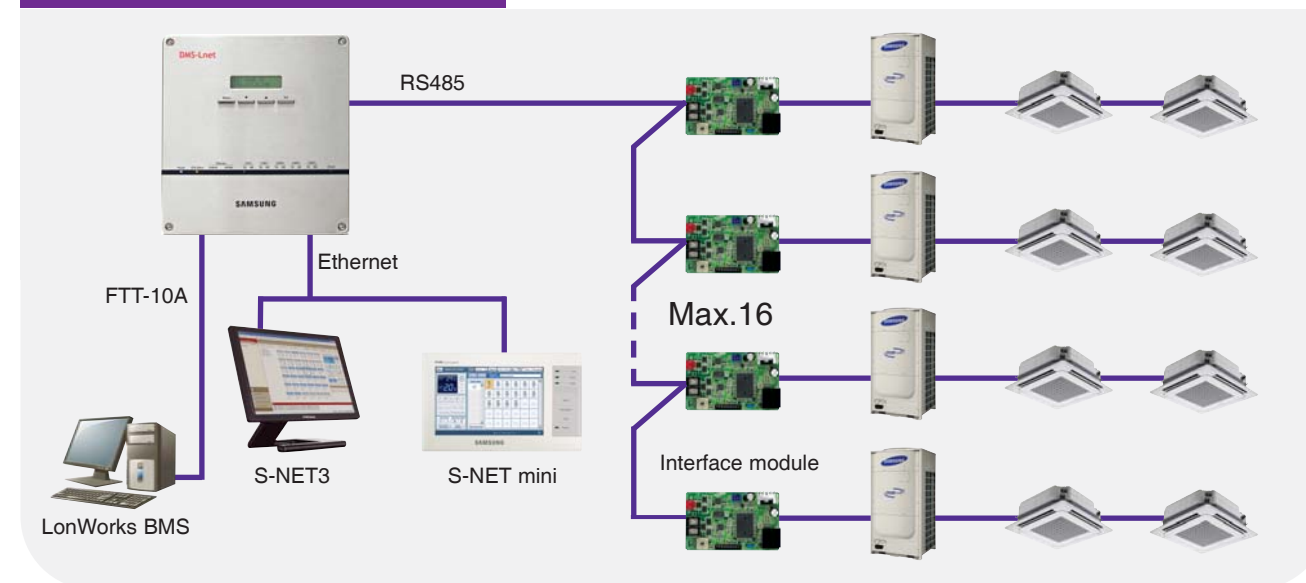 DMS-Lnet
SAMSUNG
RS485
Ethernet
FTT-10A
Max.16
SAMSUNG
Interface module
S-NET3
S-NET mini
LonWorks BMS